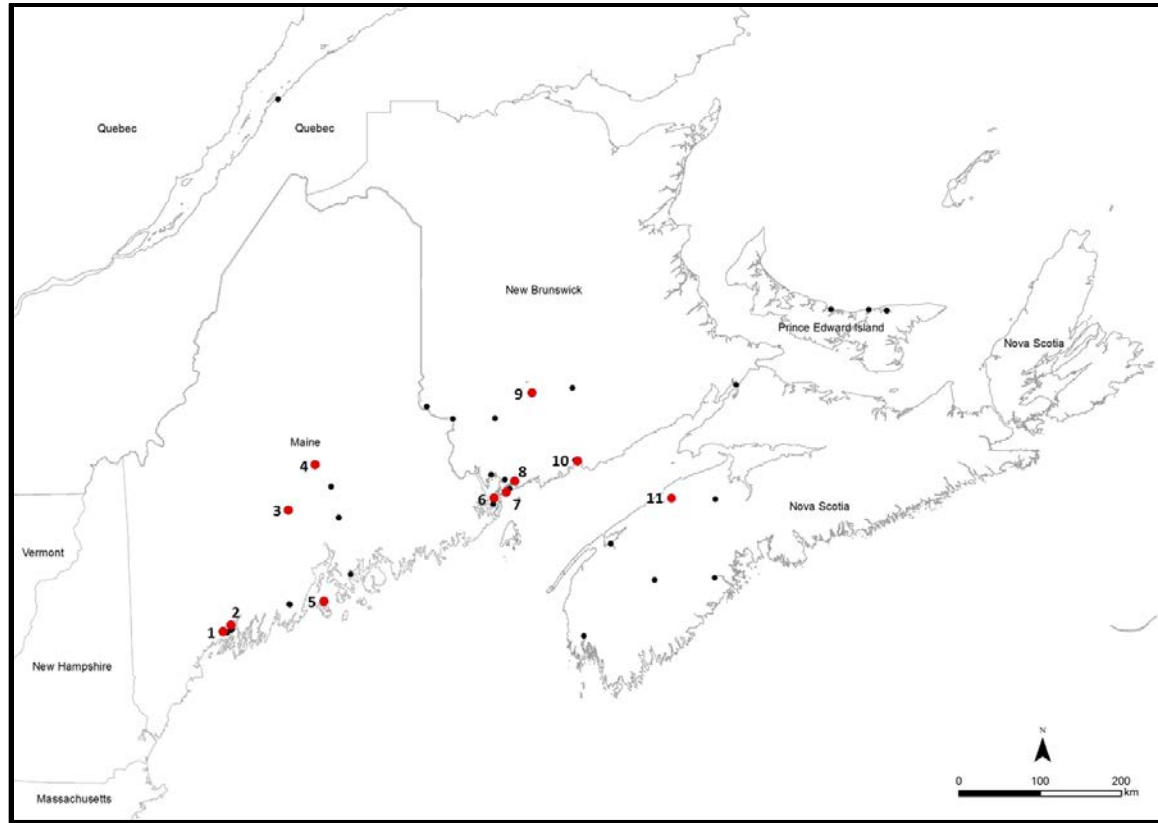 Quebec
Quebec
New Brunswick
Prince Edward Island
Nova Scotia
9
Maine
4
10
8
6
7
11
3
Nova Scotia
Vermont
5
2
1
New Hampshire
N
0 100 200
km
Massachusetts